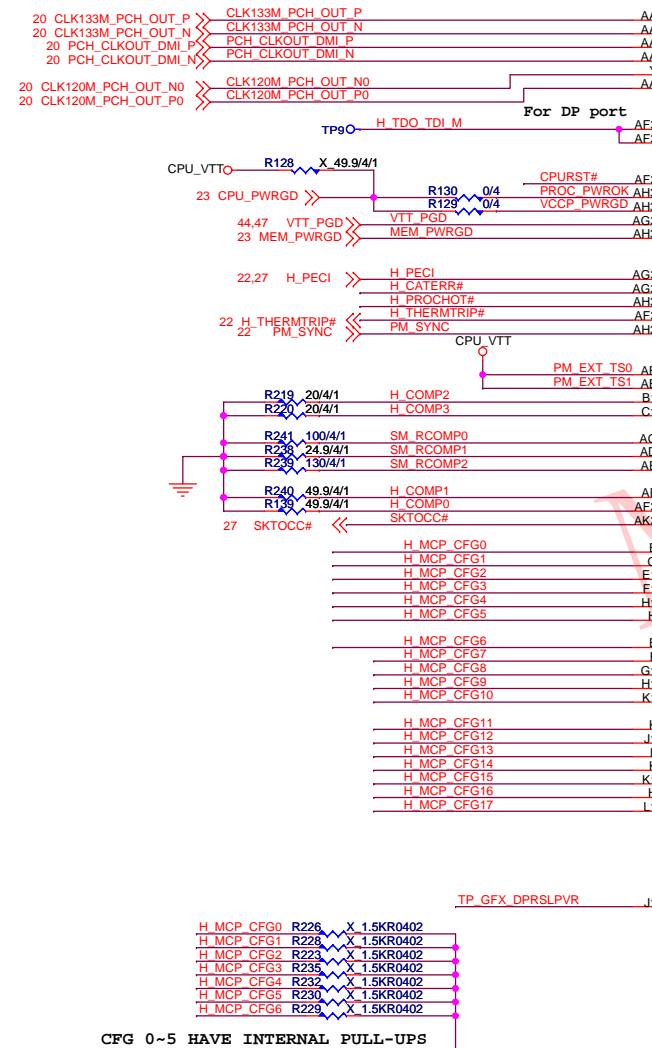 20 CLK133M_PCH_OUT_P CLK133M_PCH_OUT_P
20 CLK133M_PCH_OUT_N CLK133M_PCH_OUT_N
20 PCH_CLKOUT_DMI_P PCH_CLKOUT_DMI_P
20 PCH_CLKOUT_DMI_N PCH_CLKOUT_DMI_N
20 CLK120M_PCH_OUT_N0 CLK120M_PCH_OUT_N0
20 CLK120M_PCH_OUT_P0 CLK120M_PCH_OUT_P0
For DP port
TP9 H_TDO_TDI_M
CPU_VTT R128 X_49.9/4/1
CPURST#
23 CPU_PWRGD R130 0/4 PROC_PWROK
R129 0/4 VCCP_PWRGD
44,47 VTT_PGD VTT_PGD
23 MEM_PWRGD MEM_PWRGD
22,27 H_PECI H_PECI
H_CATERR#
H_PROCHOT#
22 H_THERMTRIP# H_THERMTRIP#
22 PM_SYNC PM_SYNC
CPU_VTT
PM_EXT_TS0
PM_EXT_TS1
R219 20/4/1 H_COMP2
R220 20/4/1 H_COMP3
R241 100/4/1 SM_RCOMP0
R238 24.9/4/1 SM_RCOMP1
R239 130/4/1 SM_RCOMP2
R240 49.9/4/1 H_COMP1
R139 49.9/4/1 H_COMP0
27 SKTOCC# SKTOCC#
H_MCP_CFG0
H_MCP_CFG1
H_MCP_CFG2
H_MCP_CFG3
H_MCP_CFG4
H_MCP_CFG5
H_MCP_CFG6
H_MCP_CFG7
H_MCP_CFG8
H_MCP_CFG9
H_MCP_CFG10
H_MCP_CFG11
H_MCP_CFG12
H_MCP_CFG13
H_MCP_CFG14
H_MCP_CFG15
H_MCP_CFG16
H_MCP_CFG17
TP_GFX_DPRSLPVR
H_MCP_CFG0 R226 X_1.5KR0402
H_MCP_CFG1 R228 X_1.5KR0402
H_MCP_CFG2 R223 X_1.5KR0402
H_MCP_CFG3 R235 X_1.5KR0402
H_MCP_CFG4 R232 X_1.5KR0402
H_MCP_CFG5 R230 X_1.5KR0402
H_MCP_CFG6 R229 X_1.5KR0402
CFG 0~5 HAVE INTERNAL PULL-UPS